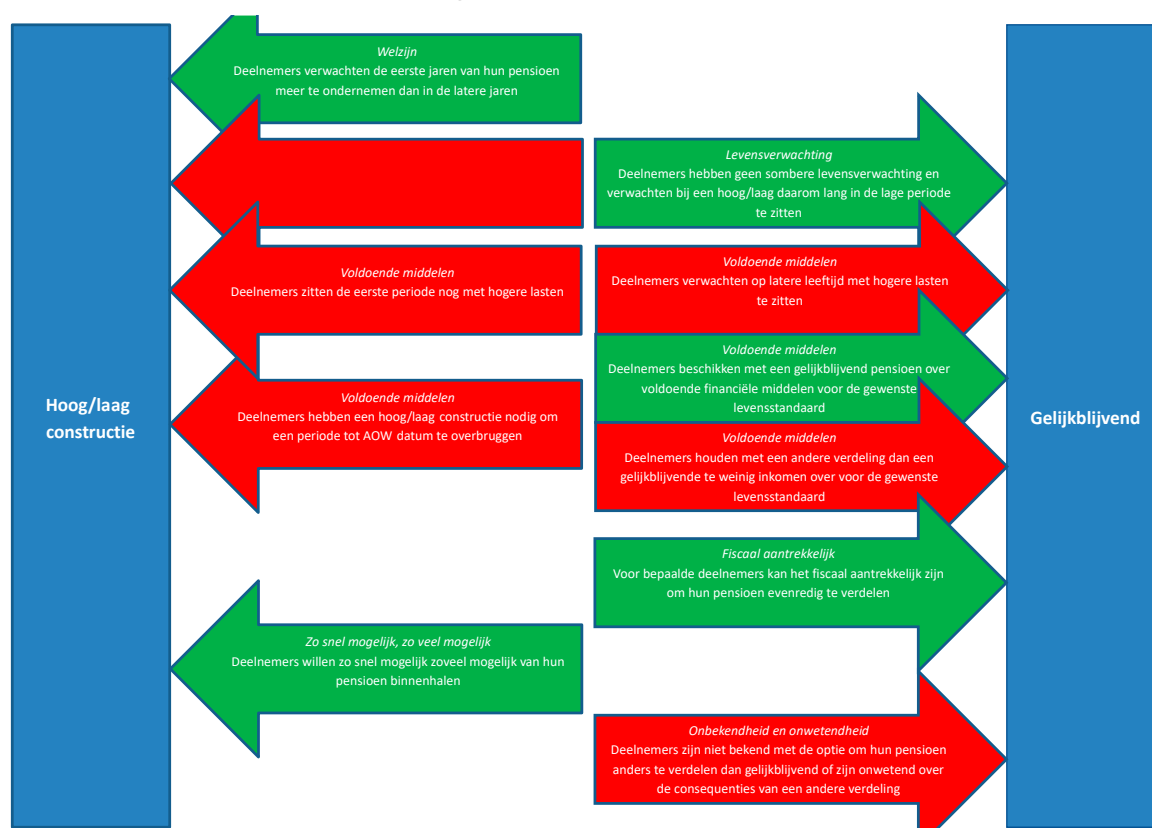 Welzijn
Deelnemers verwachten de eerste jaren van hun pensioen
meer te ondernemen dan in de latere jaren
Levensverwachting
Deelnemers hebben geen sombere levensverwachting en
verwachten bij een hoog/laag daarom lang in de lage periode
te zitten
Voldoende middelen
Deelnemers zitten de eerste periode nog met hogere lasten
Voldoende middelen
Deelnemers verwachten op latere leeftijd met hogere lasten
te zitten
Voldoende middelen
Deelnemers beschikken met een gelijkblijvend pensioen over
voldoende financiële middelen voor de gewenste
levensstandaard
Hoog/laag
constructie
Voldoende middelen
Deelnemers hebben een hoog/laag constructie nodig om
een periode tot AOW datum te overbruggen
Gelijkblijvend
Voldoende middelen
Deelnemers houden met een andere verdeling dan een
gelijkblijvende te weinig inkomen over voor de gewenste
levensstandaard
Fiscaal aantrekkelijk
Voor bepaalde deelnemers kan het fiscaal aantrekkelijk zijn
om hun pensioen evenredig te verdelen
Zo snel mogelijk, zo veel mogelijk
Deelnemers willen zo snel mogelijk zoveel mogelijk van hun
pensioen binnenhalen
Onbekendheid en onwetendheid
Deelnemers zijn niet bekend met de optie om hun pensioen
anders te verdelen dan gelijkblijvend of zijn onwetend over
de consequenties van een andere verdeling